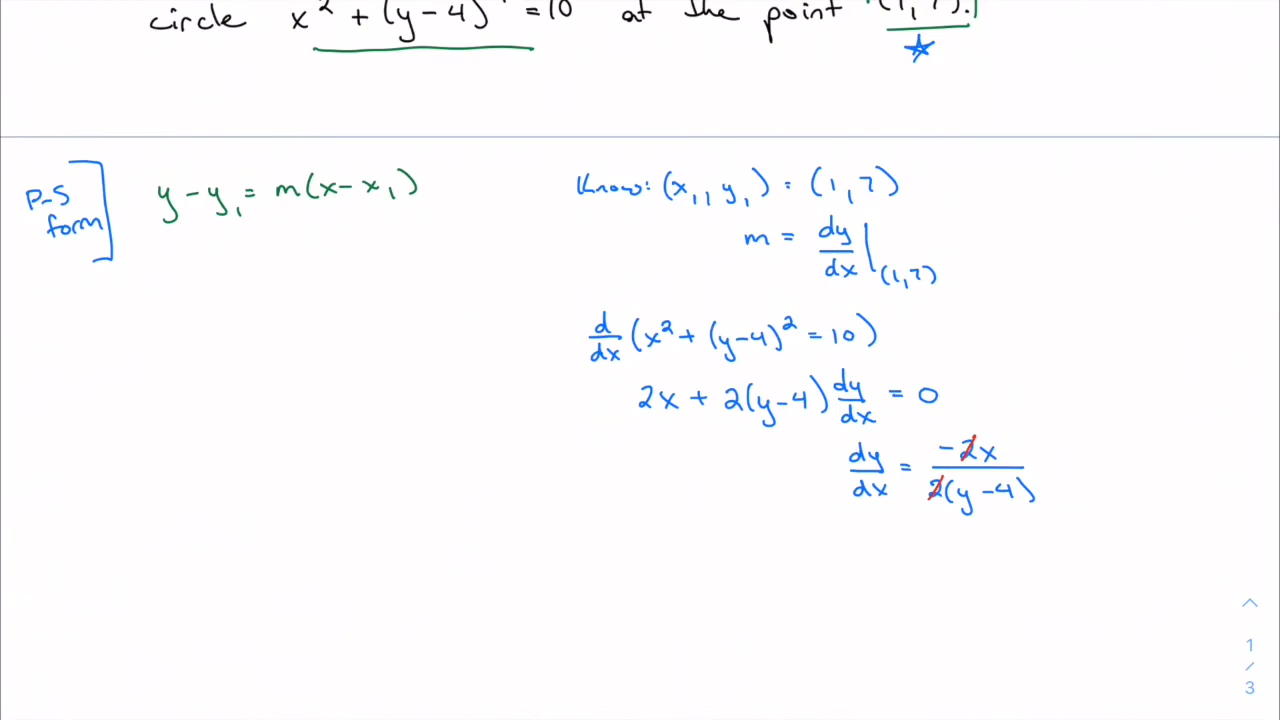 circle x² + (y-4)² = 10 at the point (1,7).
P-S form
y - y₁ = m(x - x₁)
Know: (x₁, y₁) = (1,7)
m = dy/dx |(1,7)
d/dx (x² + (y-4)² = 10)
2x + 2(y-4) dy/dx = 0
dy/dx = -2x / 2(y-4)
1
/
3